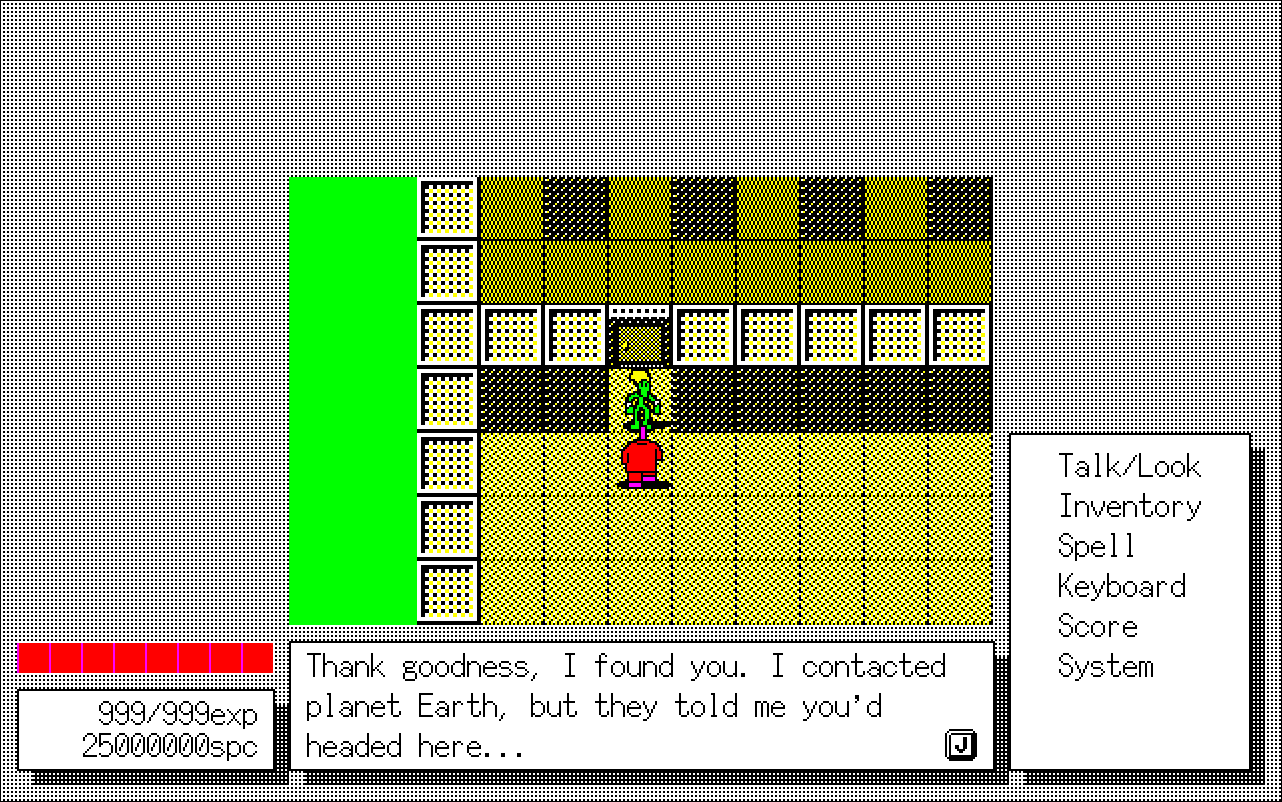 Thank goodness, I found you. I contacted
planet Earth, but they told me you'd
headed here...
J
999/999exp
25000000spc
Talk/Look
Inventory
Spell
Keyboard
Score
System